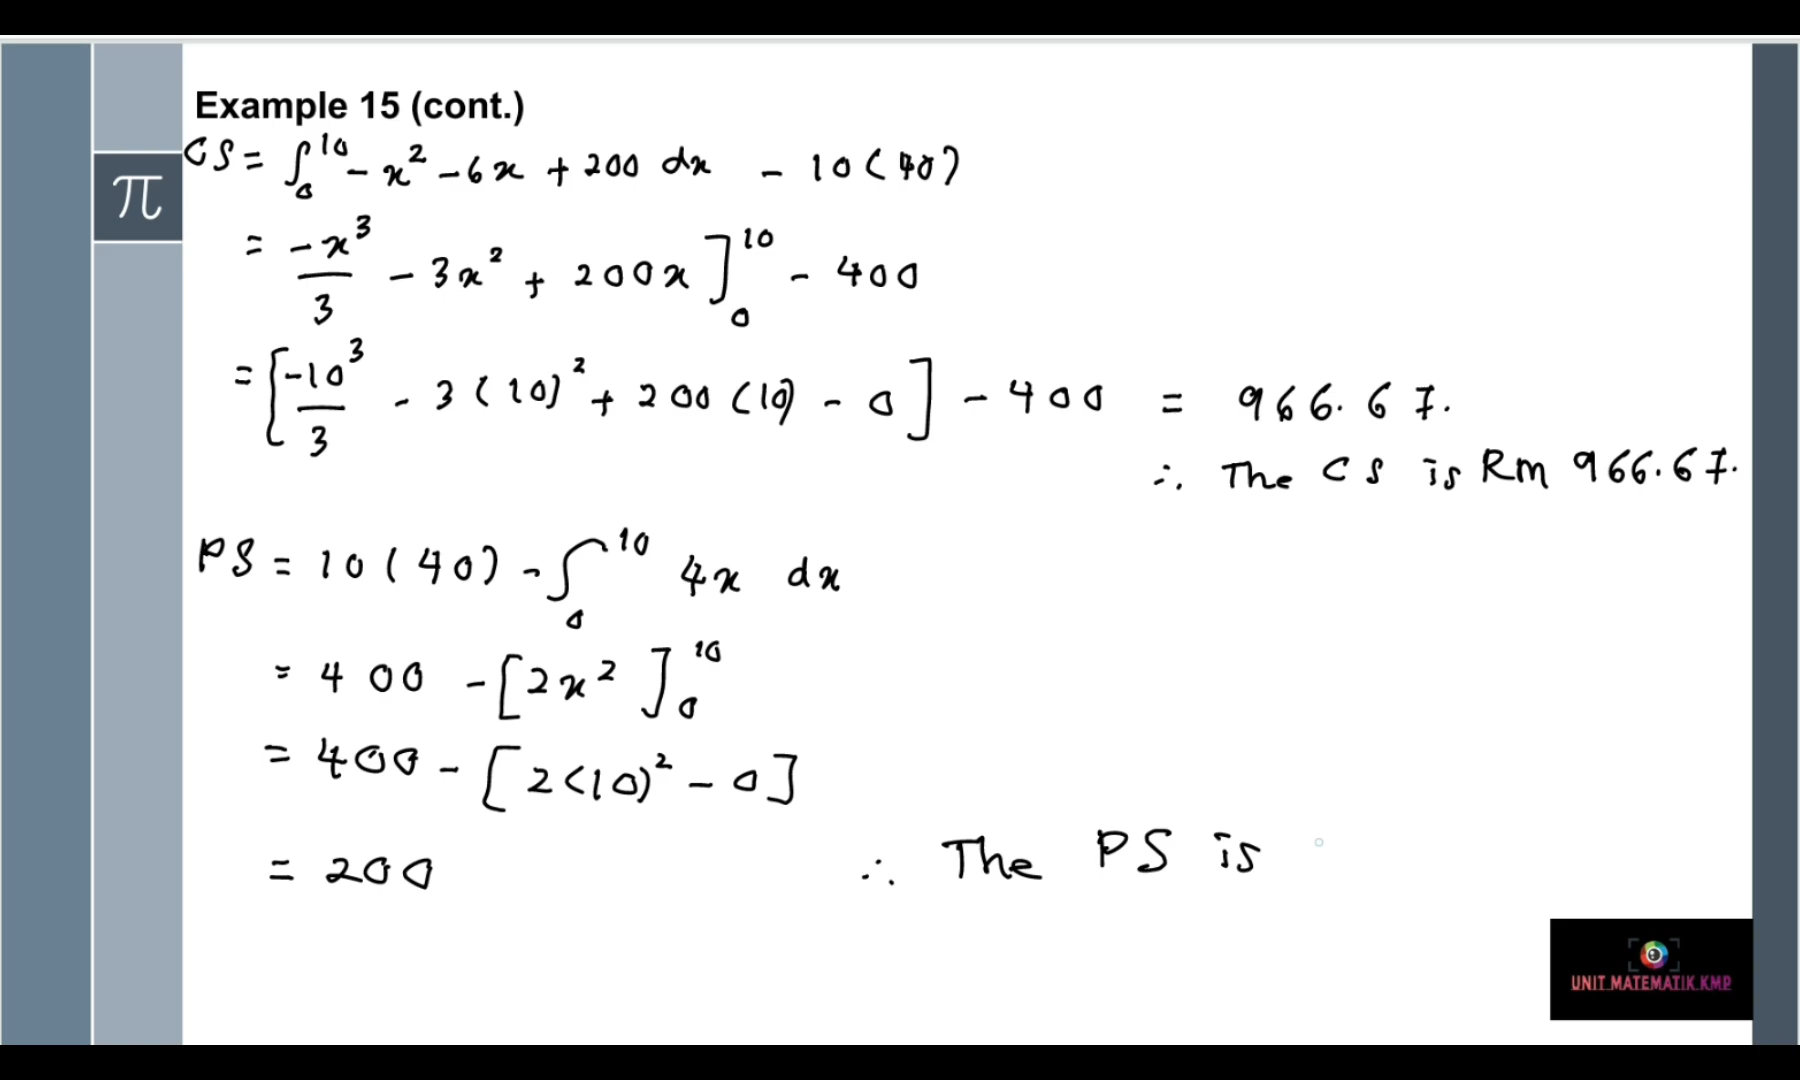 Example 15 (cont.)
π
CS = ∫₀¹⁰ -x² - 6x + 200 dx - 10(40)
= -x³/3 - 3x² + 200x ]₀¹⁰ - 400
= [-10³/3 - 3(10)² + 200(10) - 0] - 400 = 966.67.
∴ The CS is Rm 966.67.
PS = 10(40) - ∫₀¹⁰ 4x dx
= 400 - [2x²]₀¹⁰
= 400 - [2(10)² - 0]
= 200 ∴ The PS is
UNIT.MATEMATIK.KMP